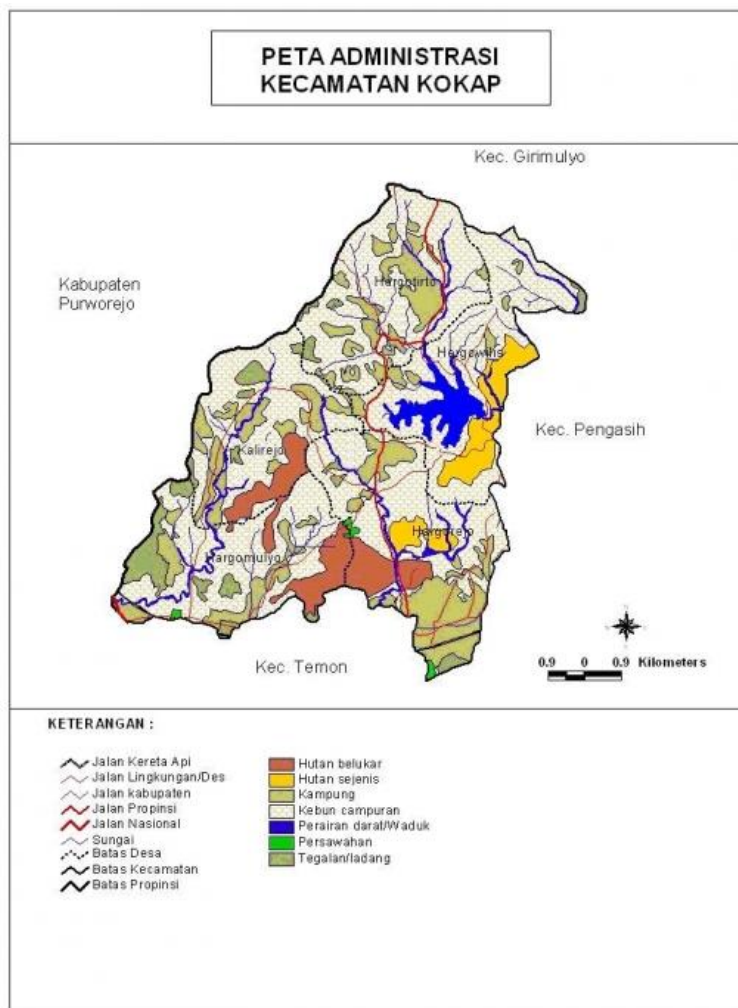 PETA ADMINISTRASI
KECAMATAN KOKAP
Kec. Girimulyo
Kabupaten
Purworejo
Hargotirto
Hargowilis
Kec. Pengasih
Kalirejo
Hargorejo
Hargomulyo
Kec. Temon
0.9 0 0.9 Kilometers
KETERANGAN :
Jalan Kereta Api
Jalan Lingkungan/Des
Jalan kabupaten
Jalan Propinsi
Jalan Nasional
Sungai
Batas Desa
Batas Kecamatan
Batas Propinsi
Hutan belukar
Hutan sejenis
Kampung
Kebun campuran
Perairan darat/Waduk
Persawahan
Tegalan/ladang